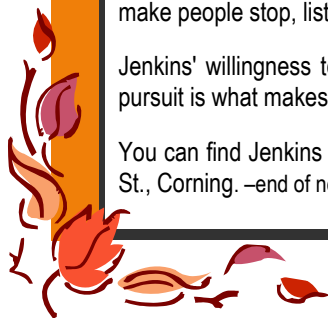 make people stop, list
Jenkins' willingness t
pursuit is what makes
You can find Jenkins
St., Corning. –end of n